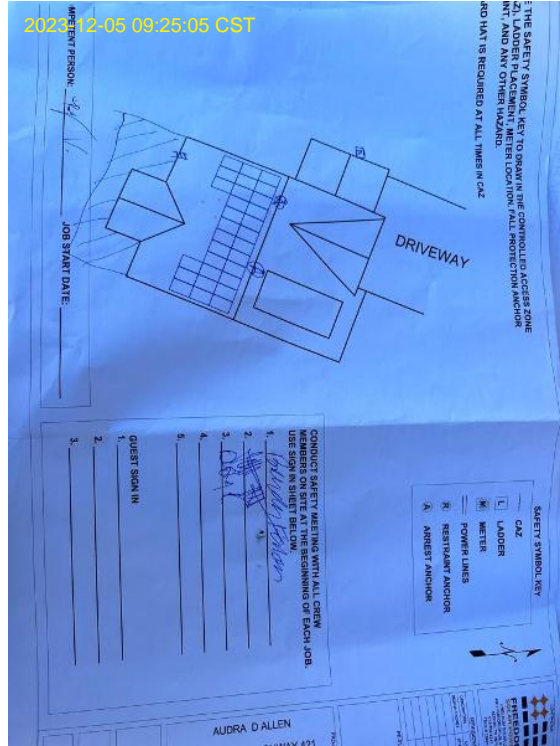 2023-12-05 09:25:05 CST
E THE SAFETY SYMBOL KEY TO DRAW IN THE CONTROLLED ACCESS ZONE
Z), LADDER PLACEMENT, METER LOCATION, FALL PROTECTION ANCHOR
NT, AND ANY OTHER HAZARD.
RD HAT IS REQUIRED AT ALL TIMES IN CAZ
DRIVEWAY
MPETENT PERSON:
JOB START DATE:
SAFETY SYMBOL KEY
CAZ
L LADDER
M METER
POWER LINES
R RESTRAINT ANCHOR
A ARREST ANCHOR
CONDUCT SAFETY MEETING WITH ALL CREW
MEMBERS ON SITE AT THE BEGINNING OF EACH JOB.
USE SIGN IN SHEET BELOW.
1.
2.
3.
4.
5.
GUEST SIGN IN
1.
2.
3.
FREEDO
AUDRA D ALLEN
HWAY 421